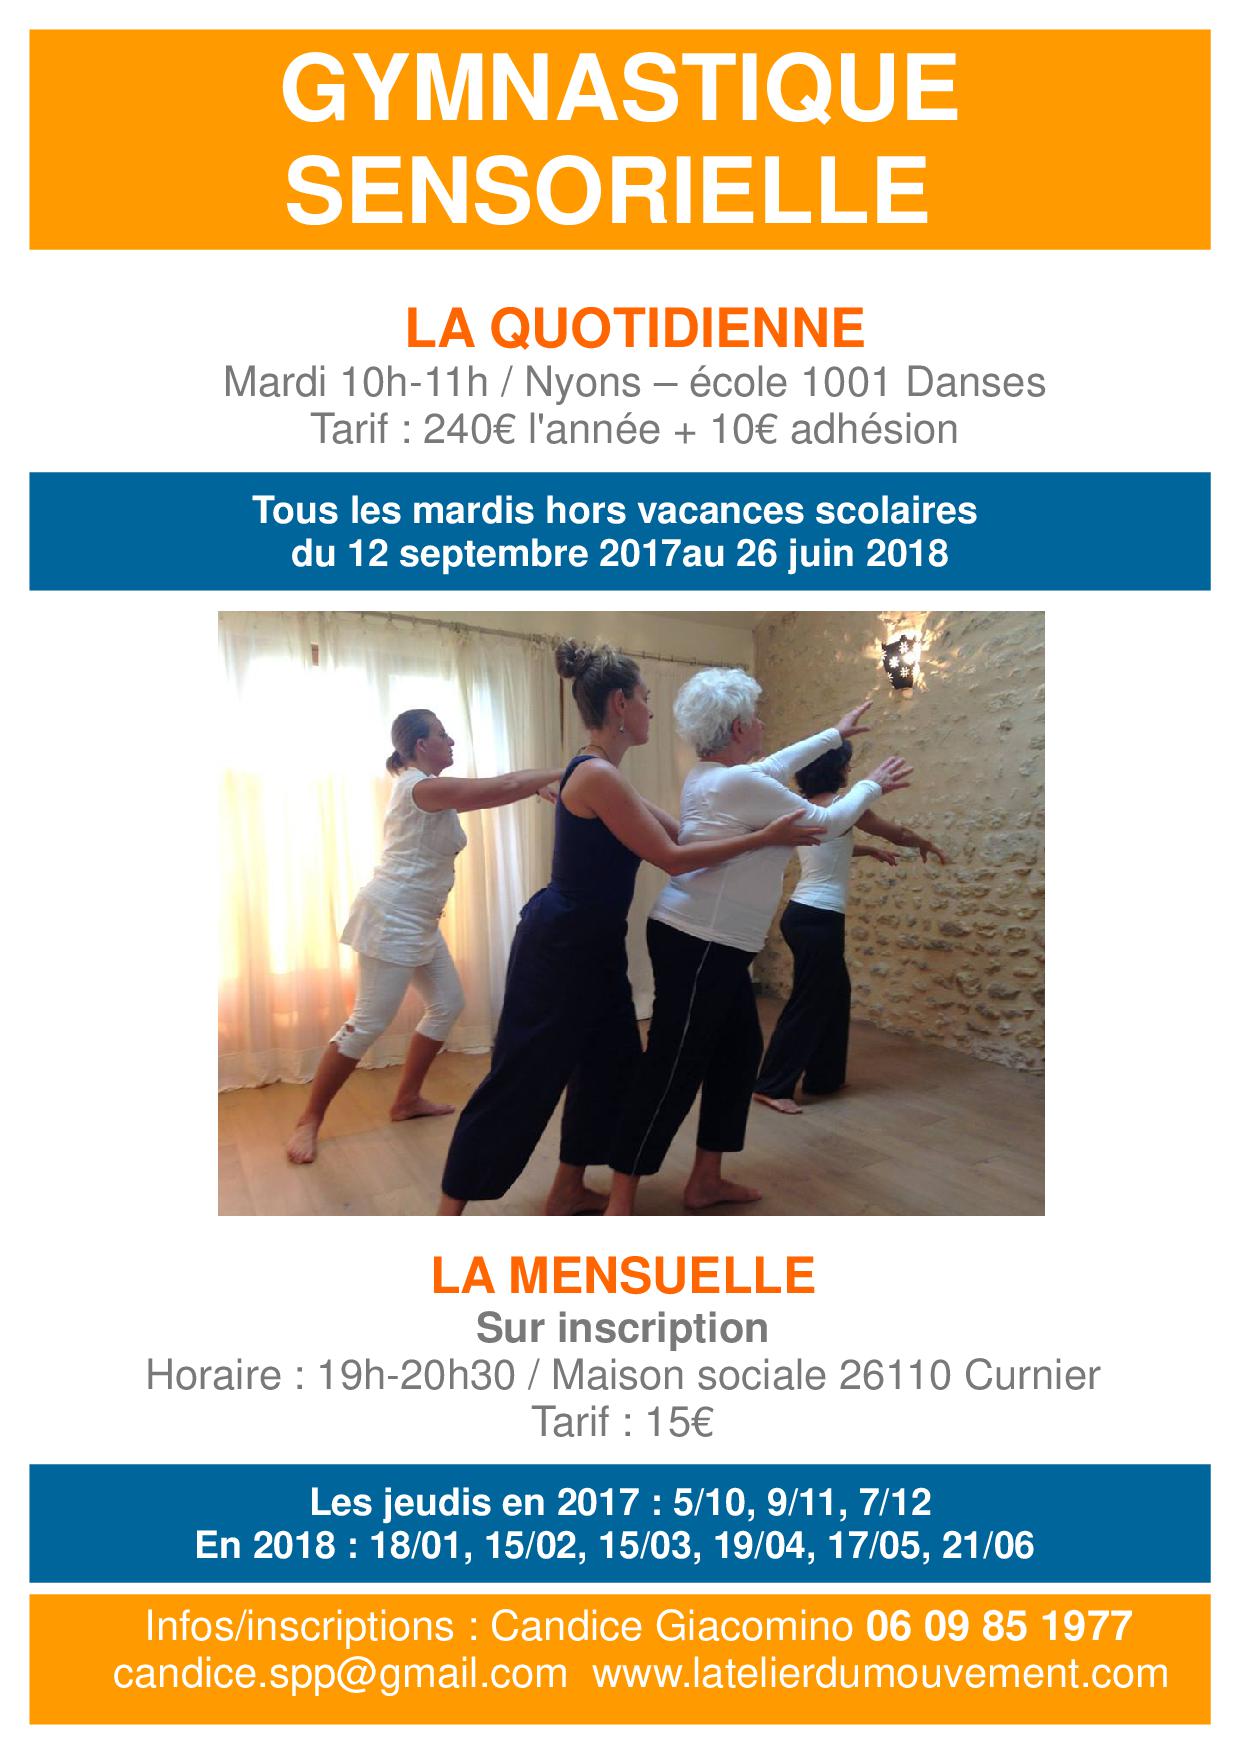 GYMNASTIQUE
SENSORIELLE
LA QUOTIDIENNE
Mardi 10h-11h / Nyons – école 1001 Danses
Tarif : 240€ l'année + 10€ adhésion
Tous les mardis hors vacances scolaires
du 12 septembre 2017au 26 juin 2018
LA MENSUELLE
Sur inscription
Horaire : 19h-20h30 / Maison sociale 26110 Curnier
Tarif : 15€
Les jeudis en 2017 : 5/10, 9/11, 7/12
En 2018 : 18/01, 15/02, 15/03, 19/04, 17/05, 21/06
Infos/inscriptions : Candice Giacomino 06 09 85 1977
candice.spp@gmail.com www.latelierdumouvement.com